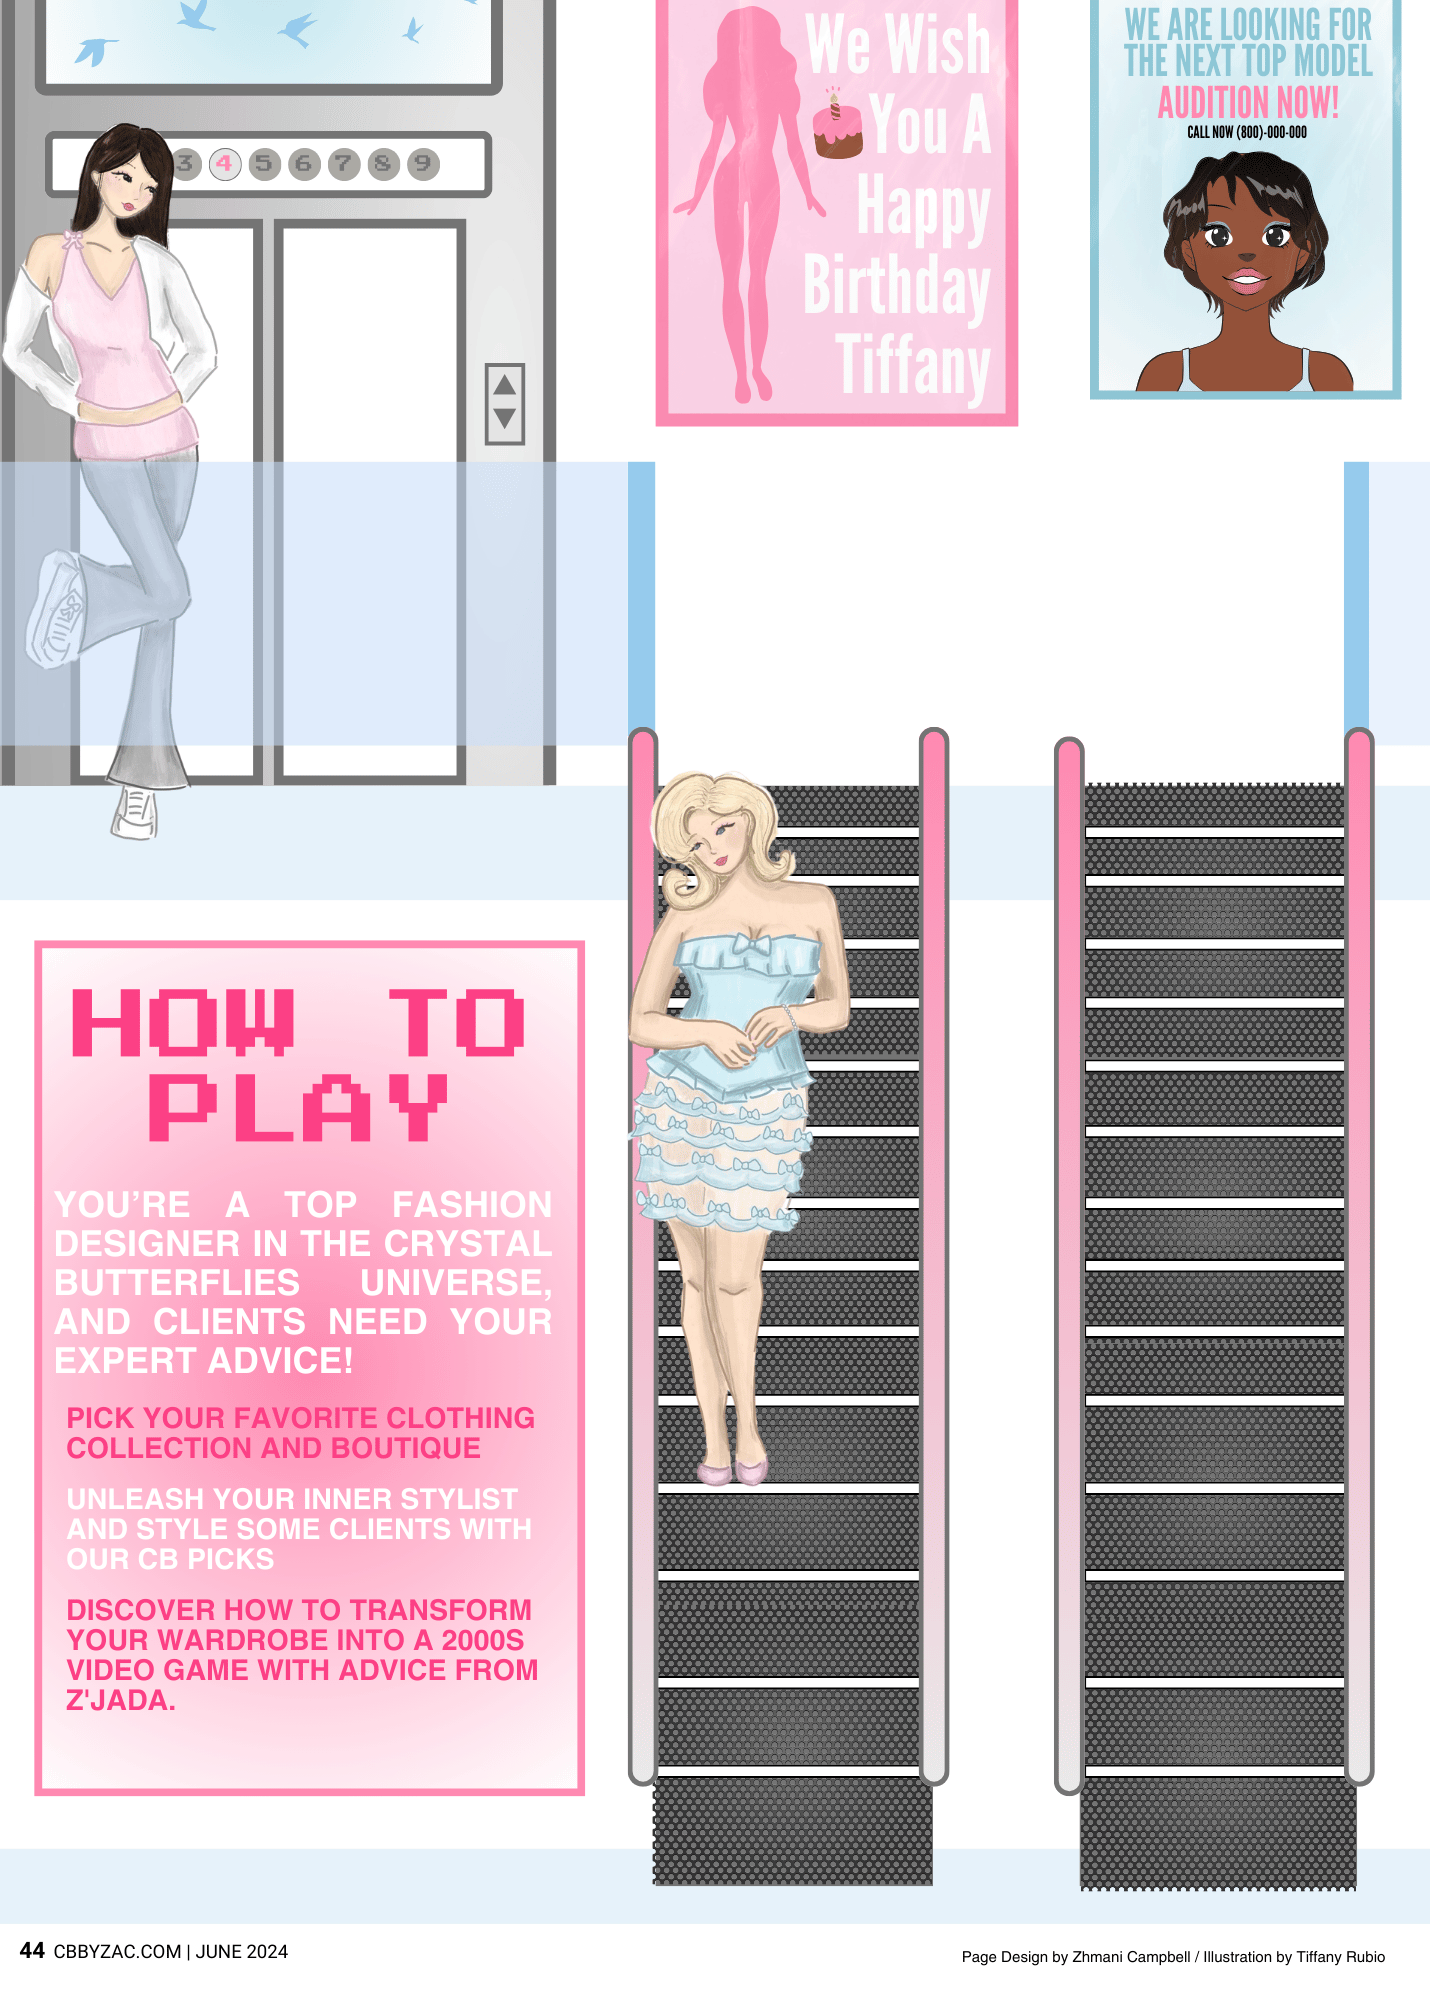 3 4 5 6 7 8 9
We Wish
You A
Happy
Birthday
Tiffany
WE ARE LOOKING FOR
THE NEXT TOP MODEL
AUDITION NOW!
CALL NOW (800)-000-000
HOW TO
PLAY
YOU'RE A TOP FASHION
DESIGNER IN THE CRYSTAL
BUTTERFLIES UNIVERSE,
AND CLIENTS NEED YOUR
EXPERT ADVICE!
PICK YOUR FAVORITE CLOTHING
COLLECTION AND BOUTIQUE
UNLEASH YOUR INNER STYLIST
AND STYLE SOME CLIENTS WITH
OUR CB PICKS
DISCOVER HOW TO TRANSFORM
YOUR WARDROBE INTO A 2000S
VIDEO GAME WITH ADVICE FROM
Z'JADA.
44 CBBYZAC.COM | JUNE 2024
Page Design by Zhmani Campbell / Illustration by Tiffany Rubio